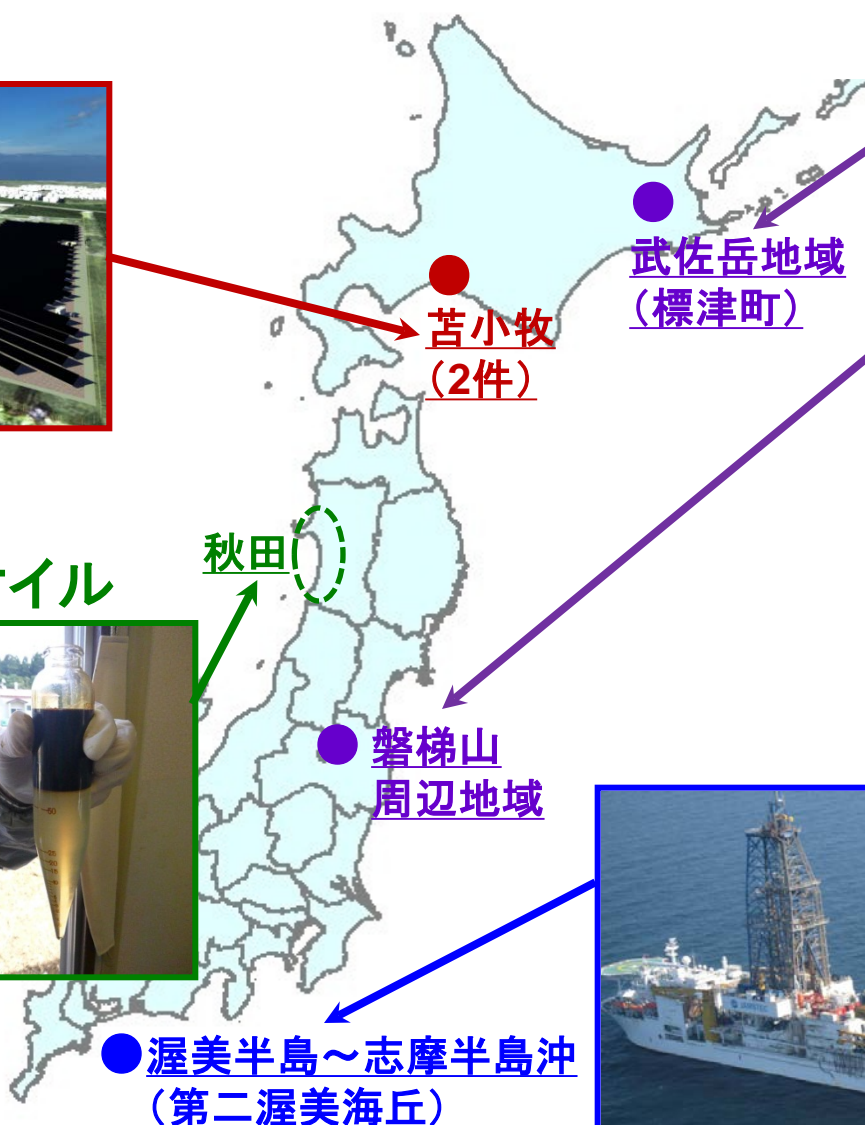 武佐岳地域
（標津町）
苫小牧
（2件）
秋田
オイル
磐梯山
周辺地域
渥美半島～志摩半島沖
（第二渥美海丘）